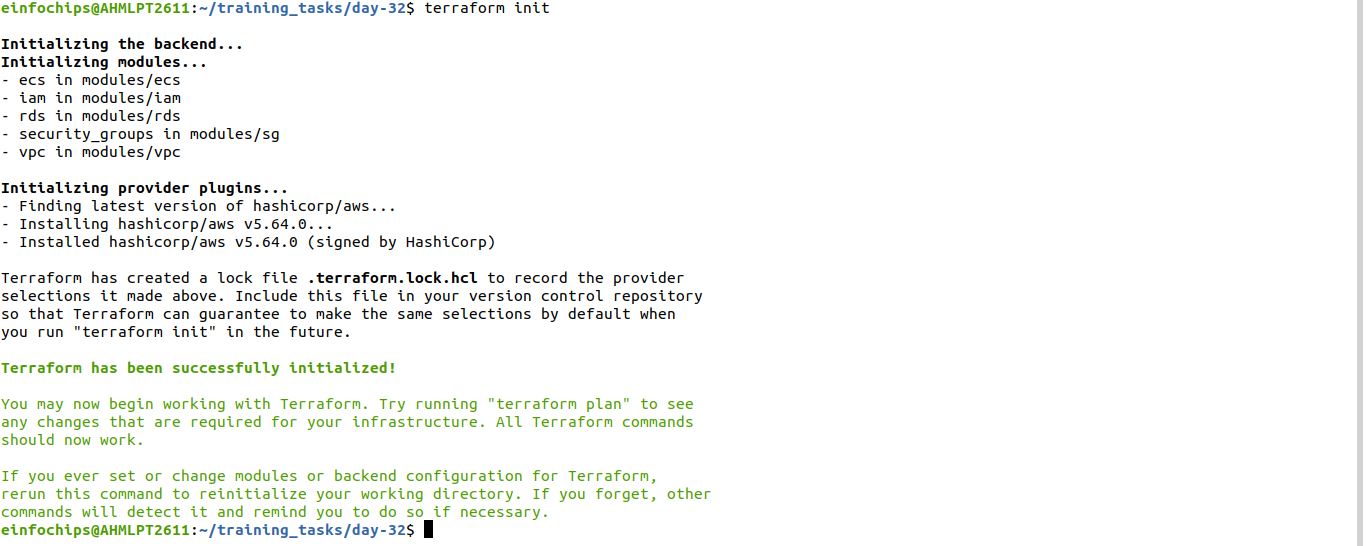 einfochips@AHMLPT2611:~/training_tasks/day-32$ terraform init
Initializing the backend...
Initializing modules...
- ecs in modules/ecs
- iam in modules/iam
- rds in modules/rds
- security_groups in modules/sg
- vpc in modules/vpc
Initializing provider plugins...
- Finding latest version of hashicorp/aws...
- Installing hashicorp/aws v5.64.0...
- Installed hashicorp/aws v5.64.0 (signed by HashiCorp)
Terraform has created a lock file .terraform.lock.hcl to record the provider
selections it made above. Include this file in your version control repository
so that Terraform can guarantee to make the same selections by default when
you run "terraform init" in the future.
Terraform has been successfully initialized!
You may now begin working with Terraform. Try running "terraform plan" to see
any changes that are required for your infrastructure. All Terraform commands
should now work.
If you ever set or change modules or backend configuration for Terraform,
rerun this command to reinitialize your working directory. If you forget, other
commands will detect it and remind you to do so if necessary.
einfochips@AHMLPT2611:~/training_tasks/day-32$